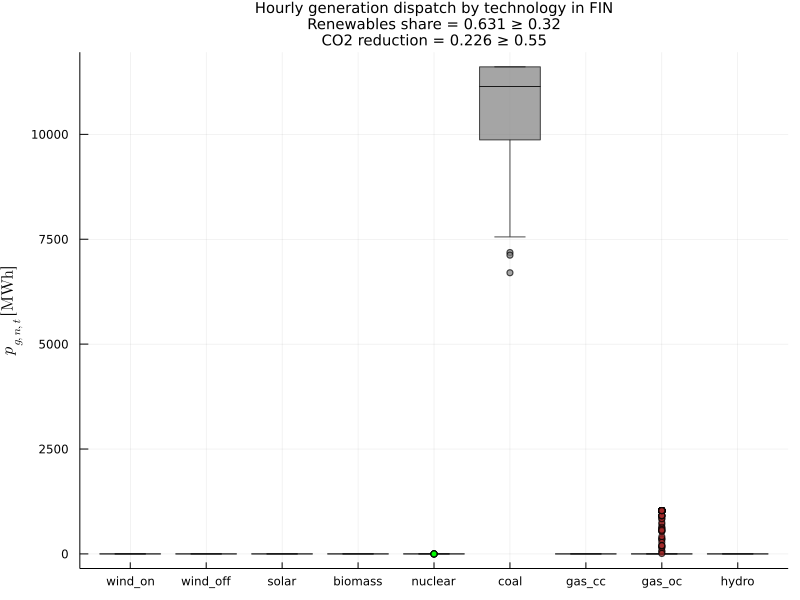 Hourly generation dispatch by technology in FIN
Renewables share = 0.631 ≥ 0.32
CO2 reduction = 0.226 ≥ 0.55
p_{g,n,t} [MWh]
10000
7500
5000
2500
0
wind_on wind_off solar biomass nuclear coal gas_cc gas_oc hydro